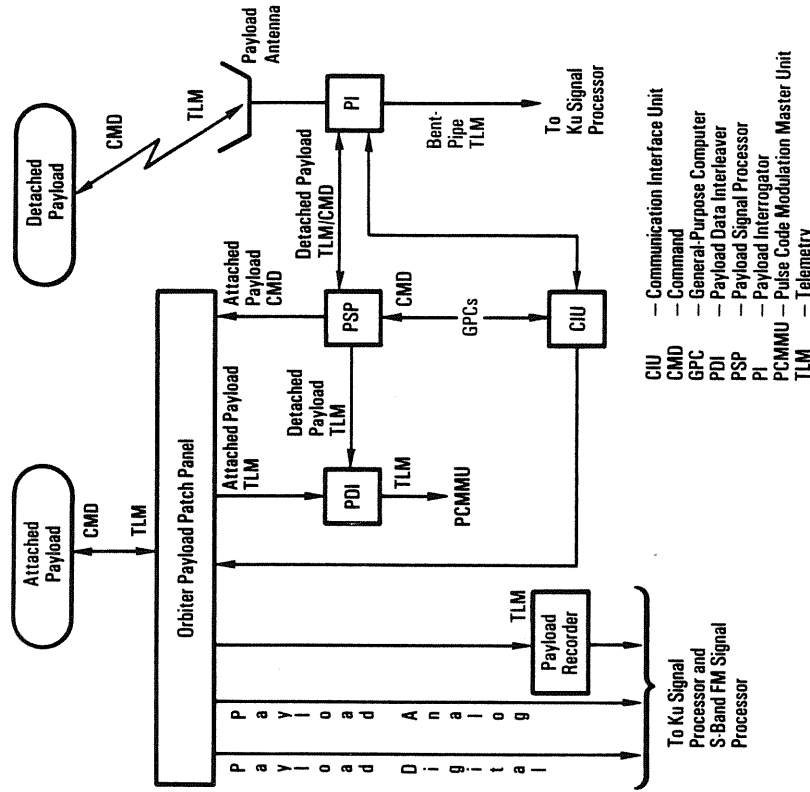 Attached
Payload
Detached
Payload
CMD
TLM
CMD
TLM
Payload
Antenna
Orbiter Payload Patch Panel
Payload Digital
Payload Analog
Attached Payload
TLM
Attached
Payload
CMD
Detached Payload
TLM/CMD
PI
PSP
PDI
Detached
Payload
TLM
CMD
TLM
PCMMU
GPCs
CIU
Bent-
Pipe
TLM
To
Ku Signal
Processor
TLM
Payload
Recorder
To Ku Signal
Processor and
S-Band FM Signal
Processor
CIU – Communication Interface Unit
CMD – Command
GPC – General-Purpose Computer
PDI – Payload Data Interleaver
PSP – Payload Signal Processor
PI – Payload Interrogator
PCMMU – Pulse Code Modulation Master Unit
TLM – Telemetry